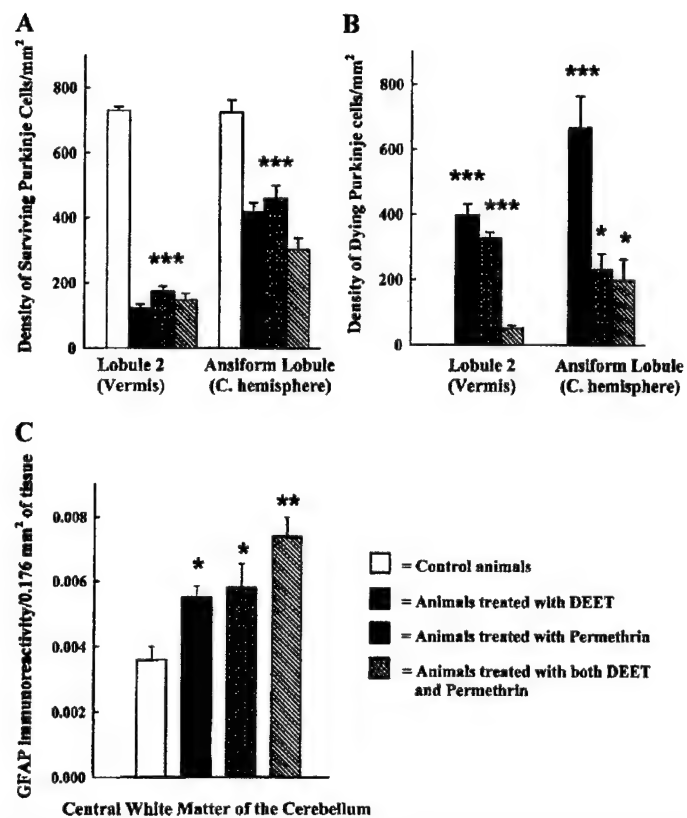 A
Density of Surviving Purkinje Cells/mm²
800
600
400
200
0
***
***
Lobule 2
(Vermis)
Ansiform Lobule
(C. hemisphere)
B
Density of Dying Purkinje cells/mm²
800
600
400
200
0
***
***
***
*
*
Lobule 2
(Vermis)
Ansiform Lobule
(C. hemisphere)
C
GFAP immunoreactivity/0.176 mm² of tissue
0.008
0.006
0.004
0.002
0.000
*
*
**
Central White Matter of the Cerebellum
= Control animals
= Animals treated with DEET
= Animals treated with Permethrin
= Animals treated with both DEET
and Permethrin